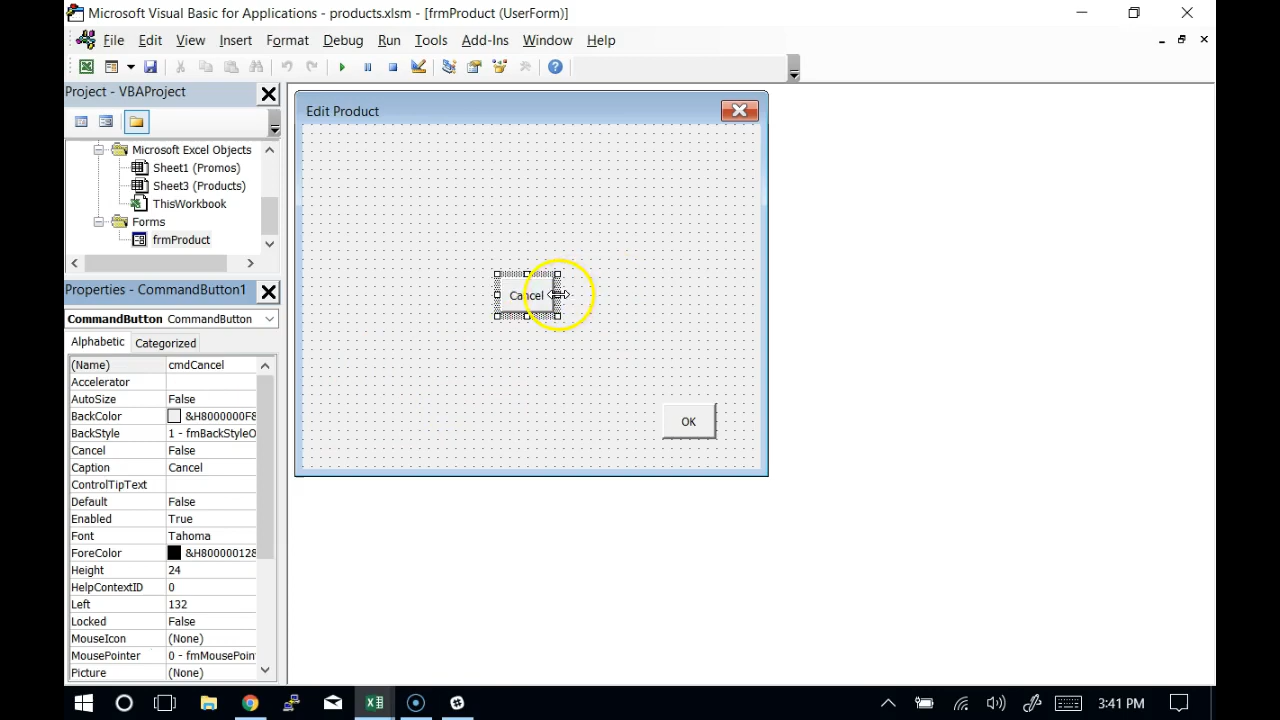 Microsoft Visual Basic for Applications - products.xlsm - [frmProduct (UserForm)]
File Edit View Insert Format Debug Run Tools Add-Ins Window Help
Project - VBAProject
Microsoft Excel Objects
Sheet1 (Promos)
Sheet3 (Products)
ThisWorkbook
Forms
frmProduct
Properties - CommandButton1
CommandButton CommandButton
Alphabetic Categorized
(Name) cmdCancel
Accelerator
AutoSize False
BackColor &H8000000F&
BackStyle 1 - fmBackStyleO
Cancel False
Caption Cancel
ControlTipText
Default False
Enabled True
Font Tahoma
ForeColor &H80000012&
Height 24
HelpContextID 0
Left 132
Locked False
MouseIcon (None)
MousePointer 0 - fmMousePoin
Picture (None)
Edit Product
Cancel
OK
3:41 PM